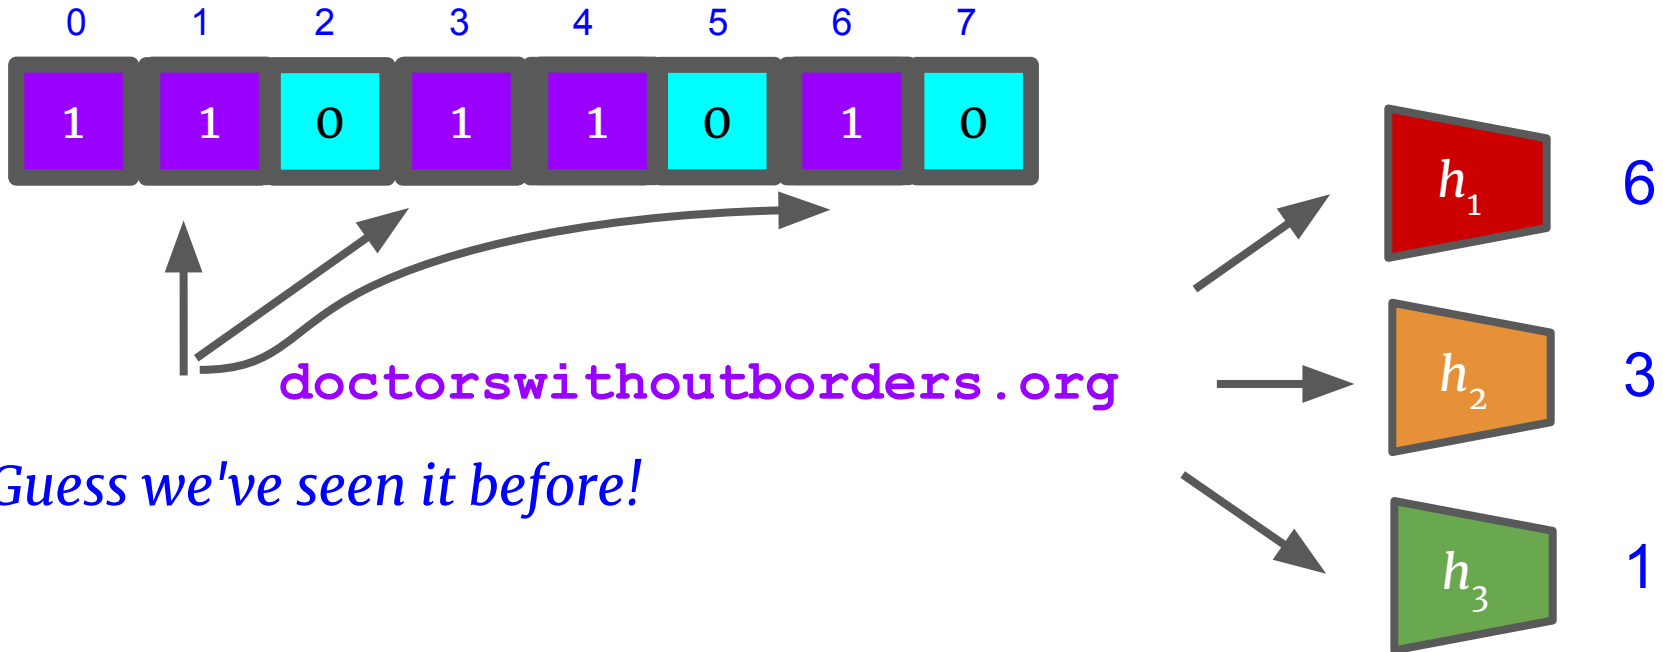 0 1 2 3 4 5 6 7
1 1 0 1 1 0 1 0
h1 6
doctorswithoutborders.org
h2 3
Guess we've seen it before!
h3 1